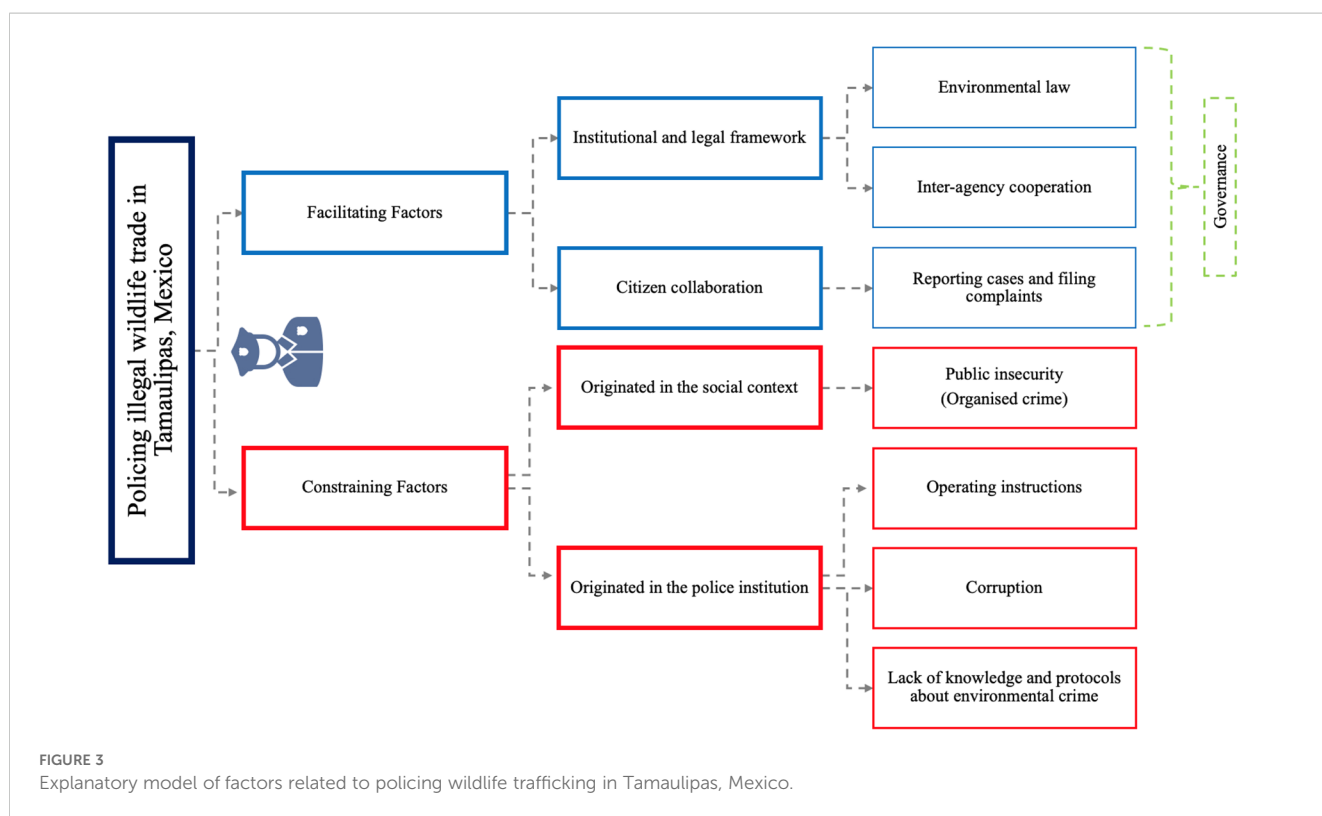 Policing illegal wildlife trade in
Tamaulipas, Mexico
Facilitating Factors
Constraining Factors
Institutional and legal framework
Citizen collaboration
Originated in the social context
Originated in the police institution
Environmental law
Inter-agency cooperation
Reporting cases and filing
complaints
Public insecurity
(Organised crime)
Operating instructions
Corruption
Lack of knowledge and protocols
about environmental crime
Governance
FIGURE 3
Explanatory model of factors related to policing wildlife trafficking in Tamaulipas, Mexico.